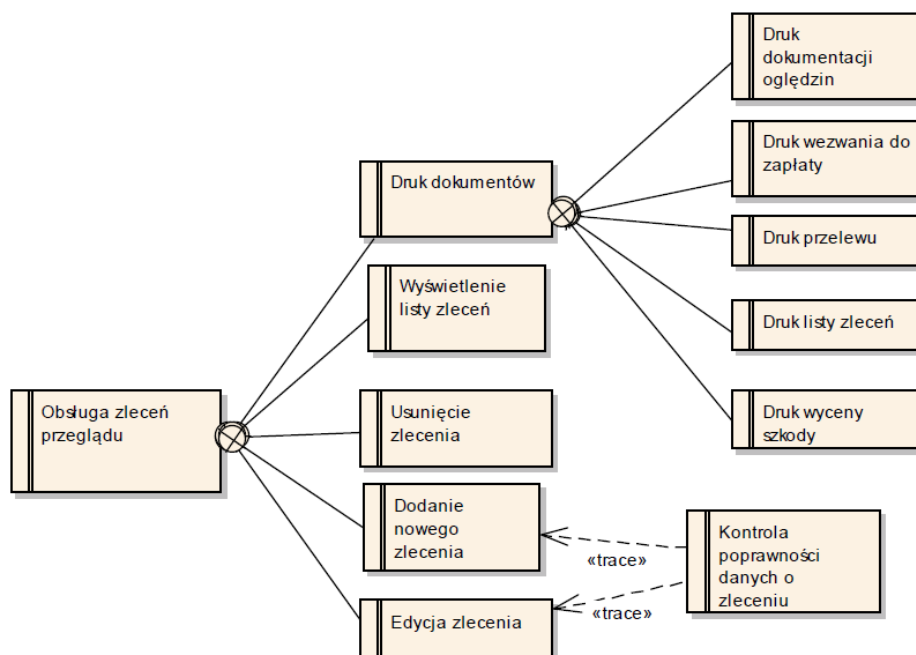 Druk
dokumentacji
oględzin
Druk wezwania do
zapłaty
Druk dokumentów
Druk przelewu
Wyświetlenie
listy zleceń
Druk listy zleceń
Obsługa zleceń
przeglądu
Usunięcie
zlecenia
Druk wyceny
szkody
Dodanie
nowego
zlecenia
Kontrola
poprawności
danych o
zleceniu
«trace»
«trace»
Edycja zlecenia